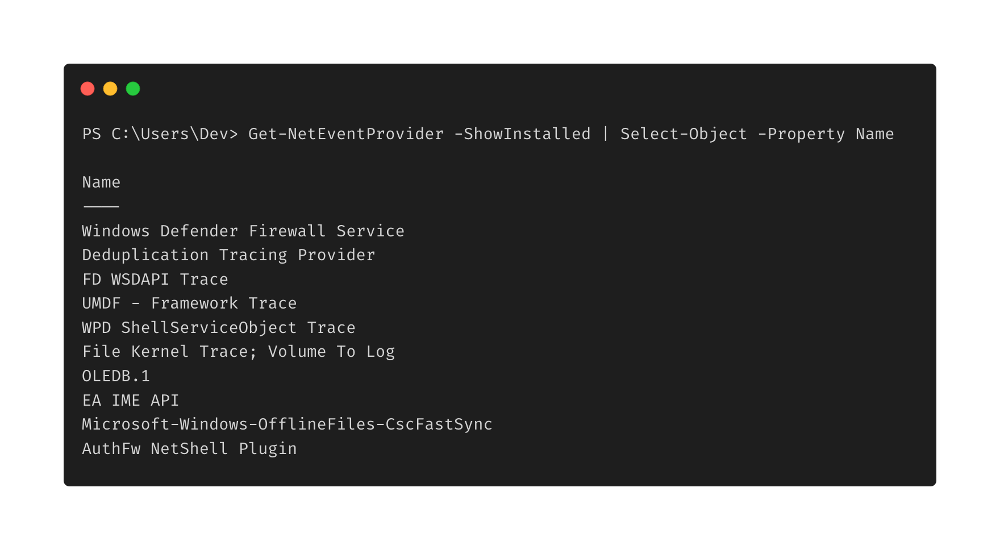 PS C:\Users\Dev> Get-NetEventProvider -ShowInstalled | Select-Object -Property Name
Name
----
Windows Defender Firewall Service
Deduplication Tracing Provider
FD WSDAPI Trace
UMDF - Framework Trace
WPD ShellServiceObject Trace
File Kernel Trace; Volume To Log
OLEDB.1
EA IME API
Microsoft-Windows-OfflineFiles-CscFastSync
AuthFw NetShell Plugin